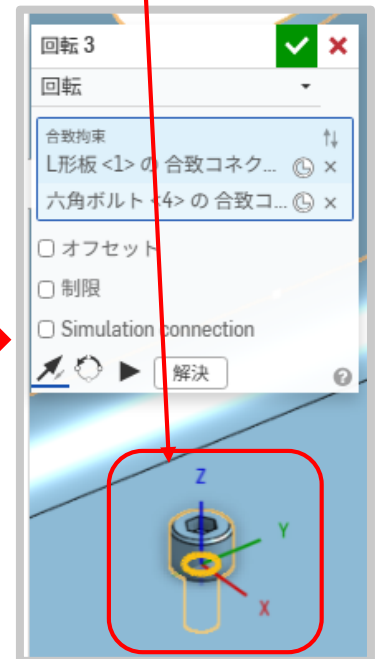 回転 3
回転
合致拘束
L形板 <1> の 合致コネク...
六角ボルト <4> の 合致コ...
オフセット
制限
Simulation connection
解決
Z
Y
X